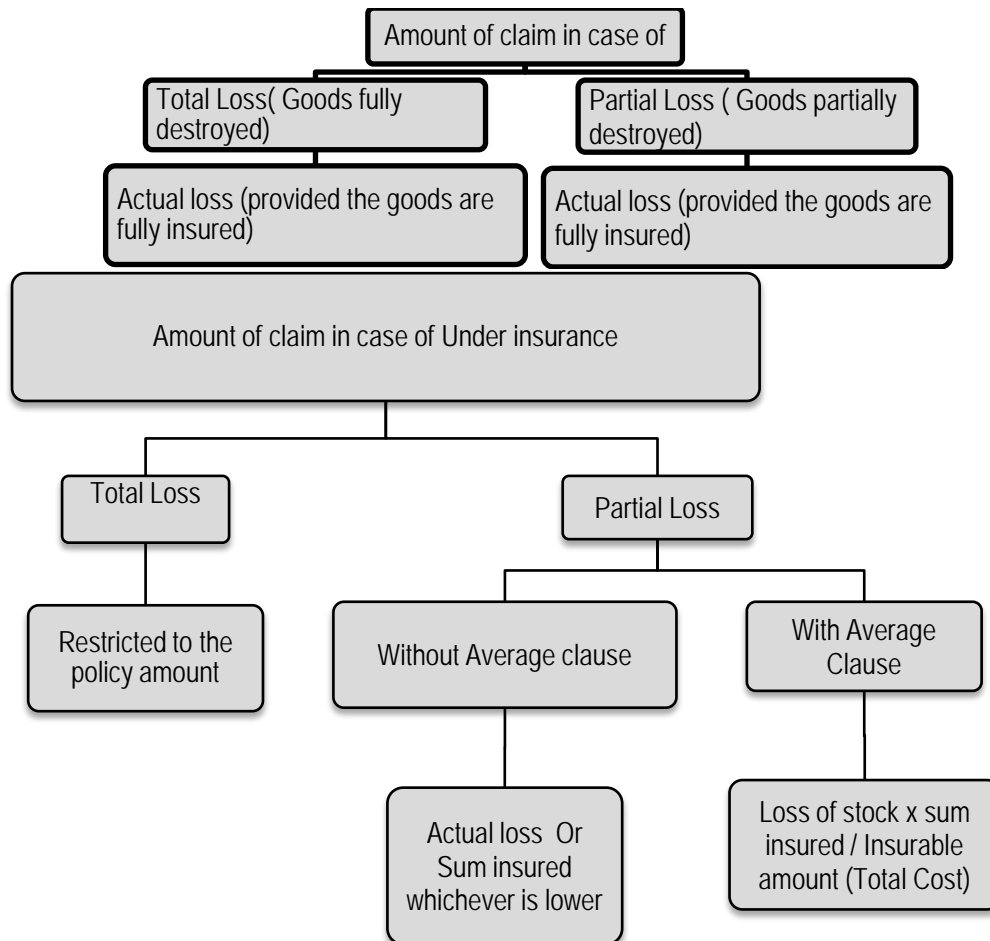 Amount of claim in case of
Total Loss( Goods fully
destroyed)
Partial Loss ( Goods partially
destroyed)
Actual loss (provided the goods are
fully insured)
Actual loss (provided the goods are
fully insured)
Amount of claim in case of Under insurance
Total Loss
Partial Loss
Restricted to the
policy amount
Without Average clause
With Average
Clause
Actual loss Or
Sum insured
whichever is lower
Loss of stock x sum
insured / Insurable
amount (Total Cost)